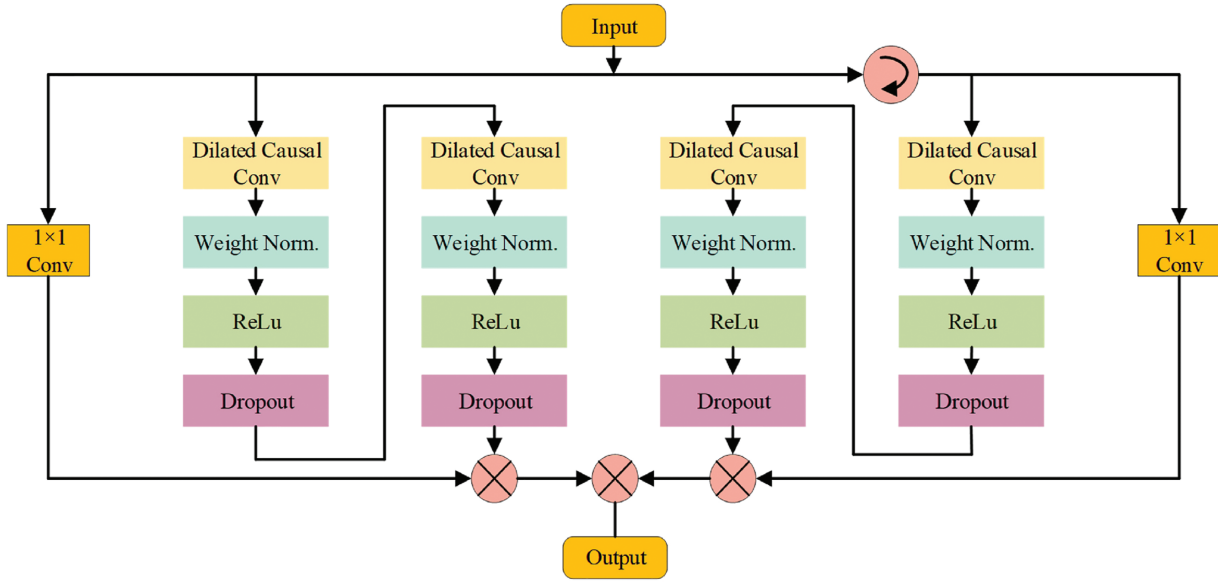 Input
Dilated Causal
Conv
Dilated Causal
Conv
Dilated Causal
Conv
Dilated Causal
Conv
1×1
Conv
Weight Norm.
Weight Norm.
Weight Norm.
Weight Norm.
1×1
Conv
ReLu
ReLu
ReLu
ReLu
Dropout
Dropout
Dropout
Dropout
Output